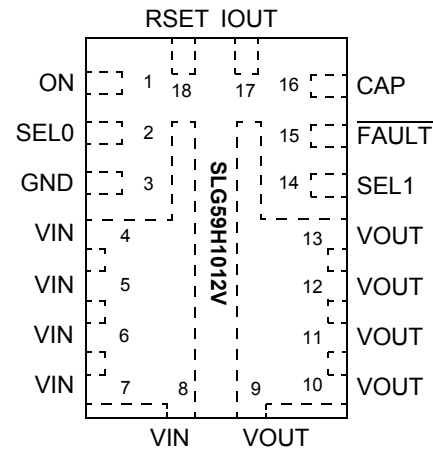 RSET IOUT
ON 1 18 17 16 CAP
SEL0 2 15 FAULT
GND 3 14 SEL1
SLG59H1012V
VIN 4 13 VOUT
VIN 5 12 VOUT
VIN 6 11 VOUT
VIN 7 8 9 10 VOUT
VIN VOUT